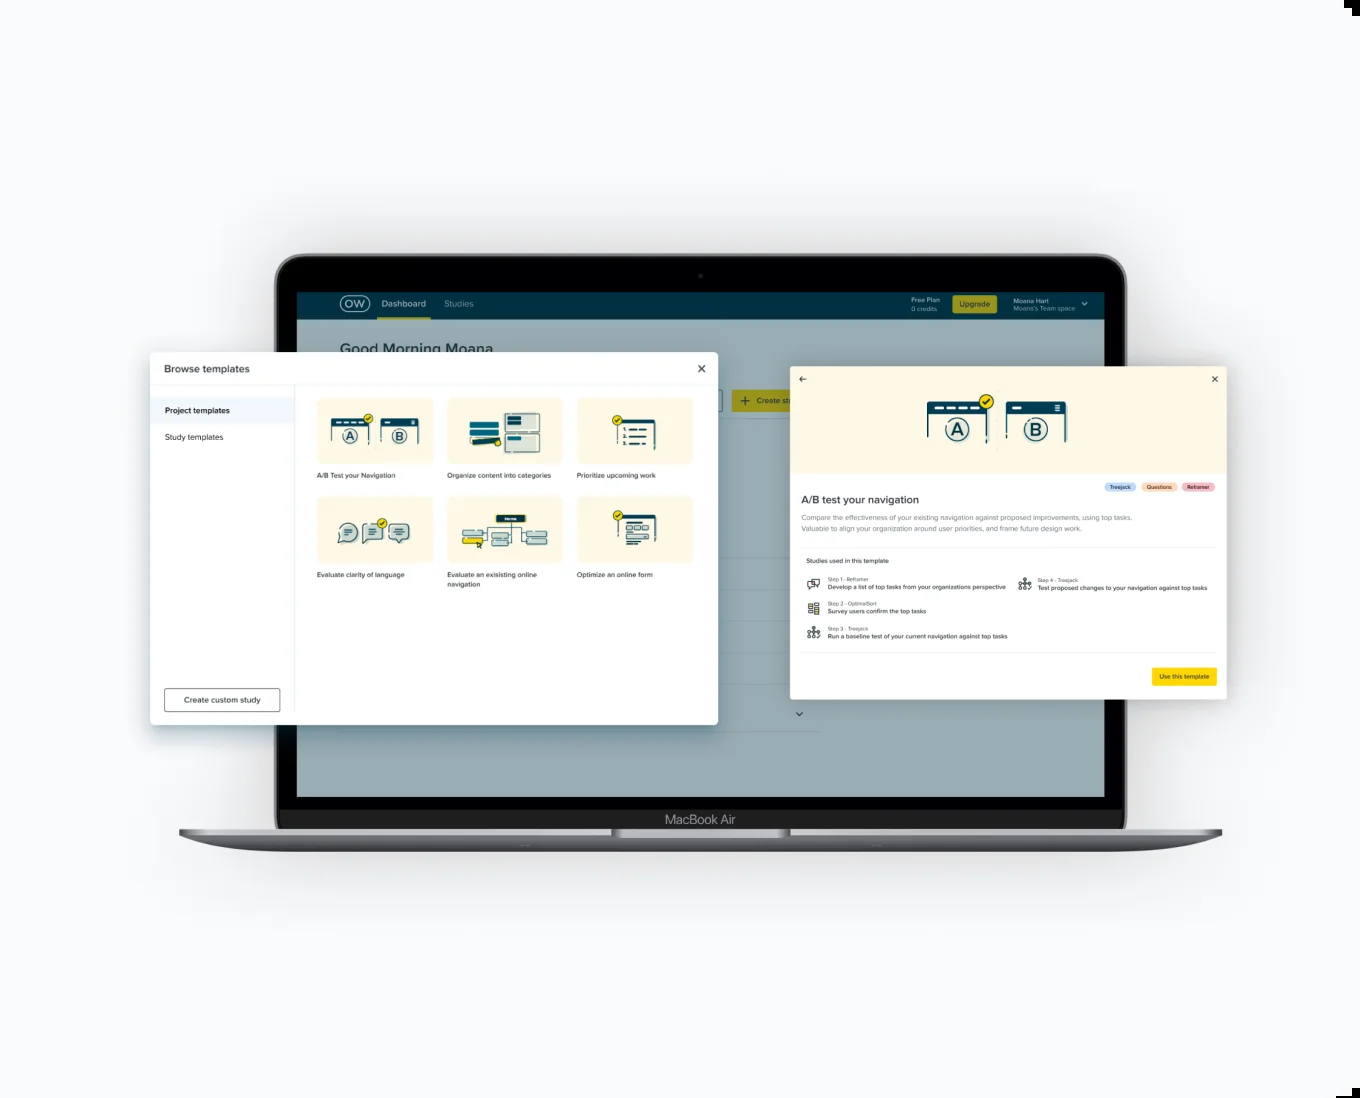 OW
Dashboard
Studies
Free Plan
0 credits
Upgrade
Moana Hart
Moana's Team space
Good Morning Moana
Browse templates
Project templates
Study templates
A/B Test your Navigation
Organize content into categories
Prioritize upcoming work
Home
Evaluate clarity of language
Evaluate an exisisting online
navigation
Optimize an online form
Create custom study
Create st
A
B
A
B
1.
2.
3.
Treejack
Questions
Reframer
A/B test your navigation
Compare the effectiveness of your existing navigation against proposed improvements, using top tasks.
Valuable to align your organization around user priorities, and frame future design work.
Studies used in this template
Step 1 - Reframer
Develop a list of top tasks from your organizations perspective
Step 2 - OptimalSort
Survey users confirm the top tasks
Step 3 - Treejack
Run a baseline test of your current navigation against top tasks
Step 4 - Treejack
Test proposed changes to your navigation against top tasks
Use this template
MacBook Air